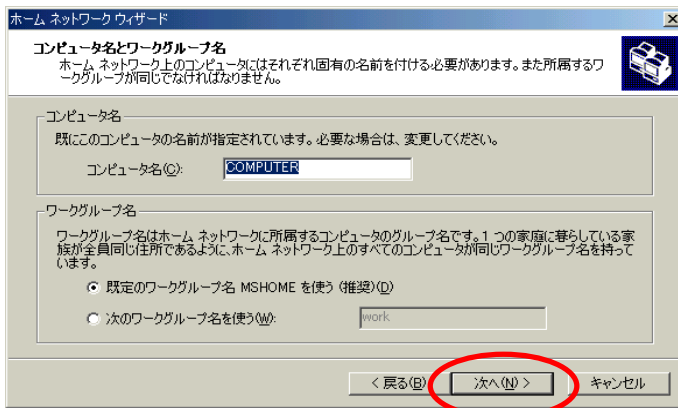 ホーム ネットワーク ウィザード
コンピュータ名とワークグループ名
ホーム ネットワーク上のコンピュータにはそれぞれ固有の名前を付ける必要があります。また所属するワ
ークグループが同じでなければなりません。
コンピュータ名
既にこのコンピュータの名前が指定されています。必要な場合は、変更してください。
コンピュータ名(C): COMPUTER
ワークグループ名
ワークグループ名はホーム ネットワークに所属するコンピュータのグループ名です。1 つの家庭に暮らしている家
族が全員同じ住所であるように、ホーム ネットワーク上のすべてのコンピュータが同じワークグループ名を持って
います。
既定のワークグループ名 MSHOME を使う (推奨)(D)
次のワークグループ名を使う(W): work
< 戻る(B) 次へ(N) > キャンセル